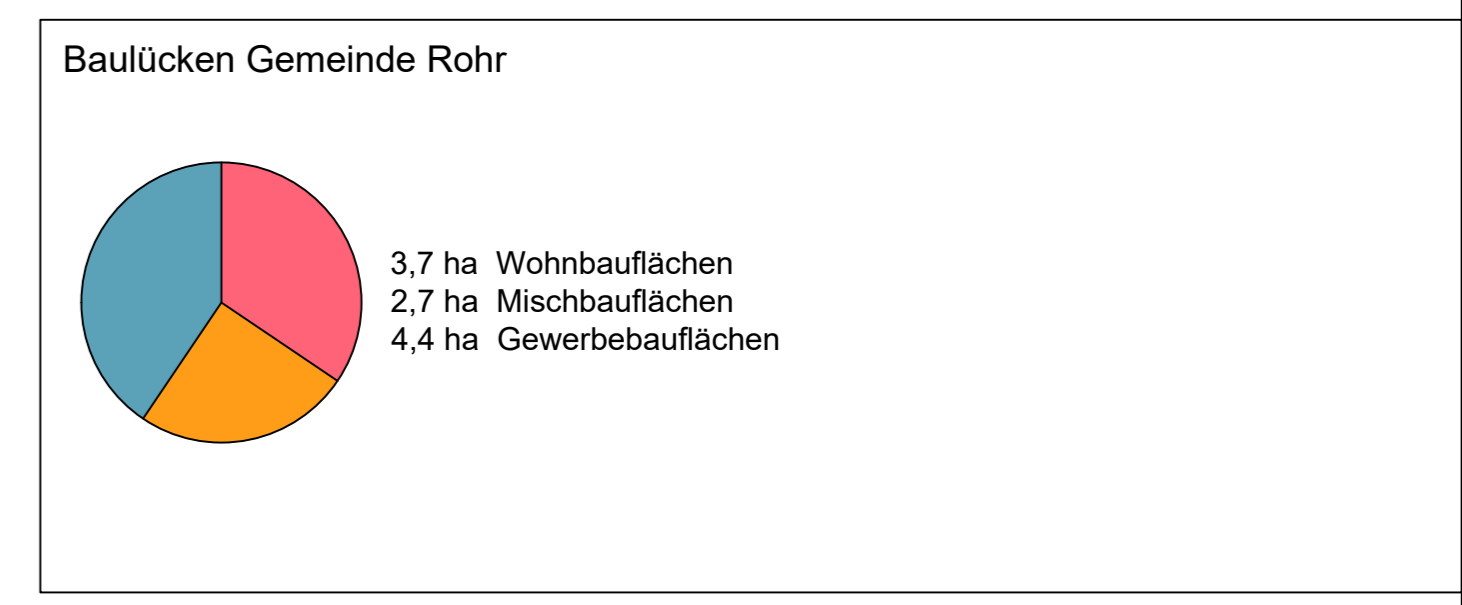 Baulücken Gemeinde Rohr
3,7 ha Wohnbauflächen
2,7 ha Mischbauflächen
4,4 ha Gewerbebauflächen